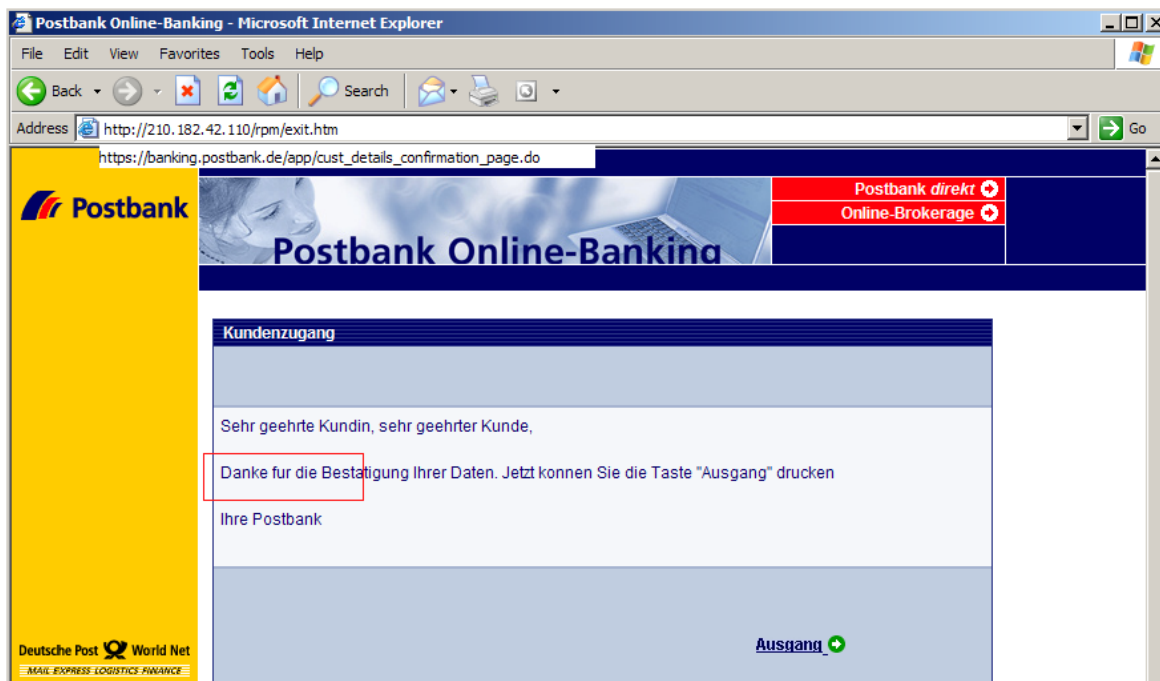 Postbank Online-Banking - Microsoft Internet Explorer
File Edit View Favorites Tools Help
Back Search
Address http://210.182.42.110/rpm/exit.htm Go
https://banking.postbank.de/app/cust_details_confirmation_page.do
Postbank
Postbank direkt
Online-Brokerage
Postbank Online-Banking
Kundenzugang
Sehr geehrte Kundin, sehr geehrter Kunde,
Danke fur die Bestatigung Ihrer Daten. Jetzt konnen Sie die Taste "Ausgang" drucken
Ihre Postbank
Ausgang
Deutsche Post World Net
MAIL EXPRESS LOGISTICS FINANCE